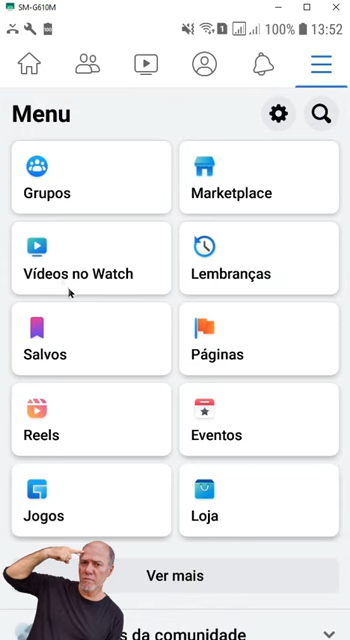 SM-G610M
100% 13:52
Menu
Grupos
Marketplace
Vídeos no Watch
Lembranças
Salvos
Páginas
Reels
Eventos
Jogos
Loja
Ver mais
s da comunidade